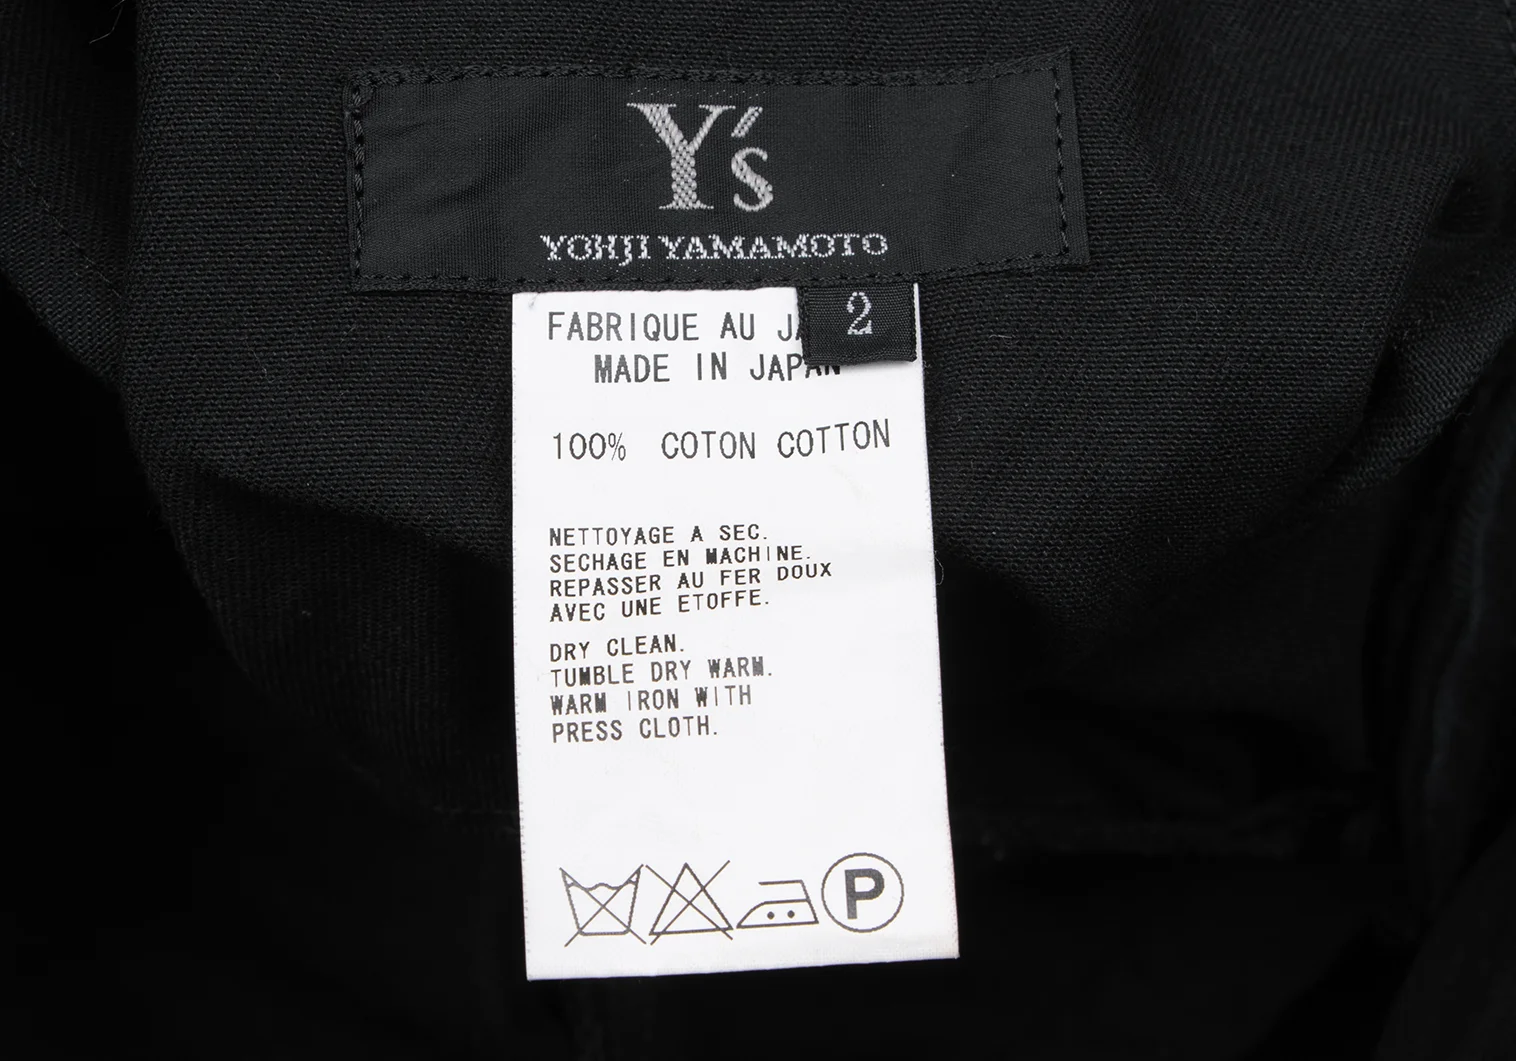 Y's
YOHJI YAMAMOTO
2
FABRIQUE AU
MADE IN JAPAN
100% COTON COTTON
NETTOYAGE A SEC.
SECHAGE EN MACHINE.
REPASSER AU FER DOUX
AVEC UNE ETOFFE.
DRY CLEAN.
TUMBLE DRY WARM.
WARM IRON WITH
PRESS CLOTH.
P